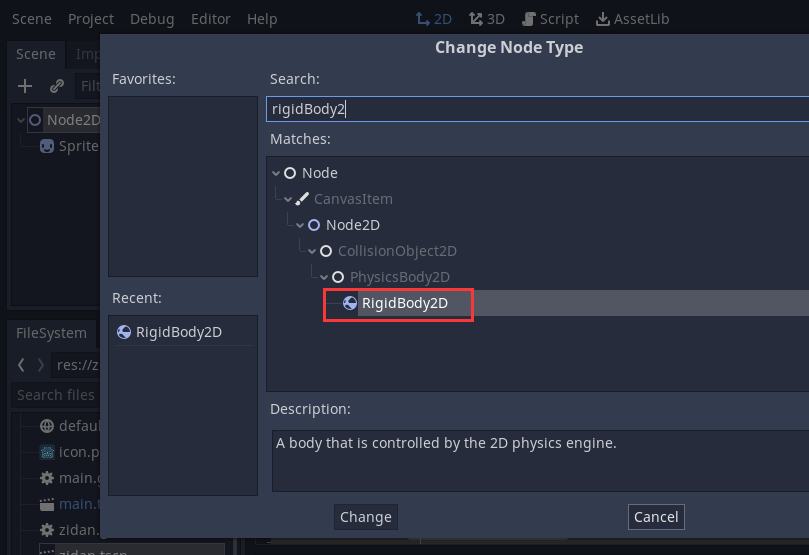 Scene Project Debug Editor Help 2D 3D Script AssetLib
Change Node Type
Scene Im
Favorites: Search:
Filt rigidBody2
Node2D Matches:
Sprite
Node
CanvasItem
Node2D
CollisionObject2D
PhysicsBody2D
Recent: RigidBody2D
FileSystem RigidBody2D
res://z
Search files
Description:
defaul
icon.p A body that is controlled by the 2D physics engine.
main.g
main.t
Change Cancel
zidan.
zidan.tscn